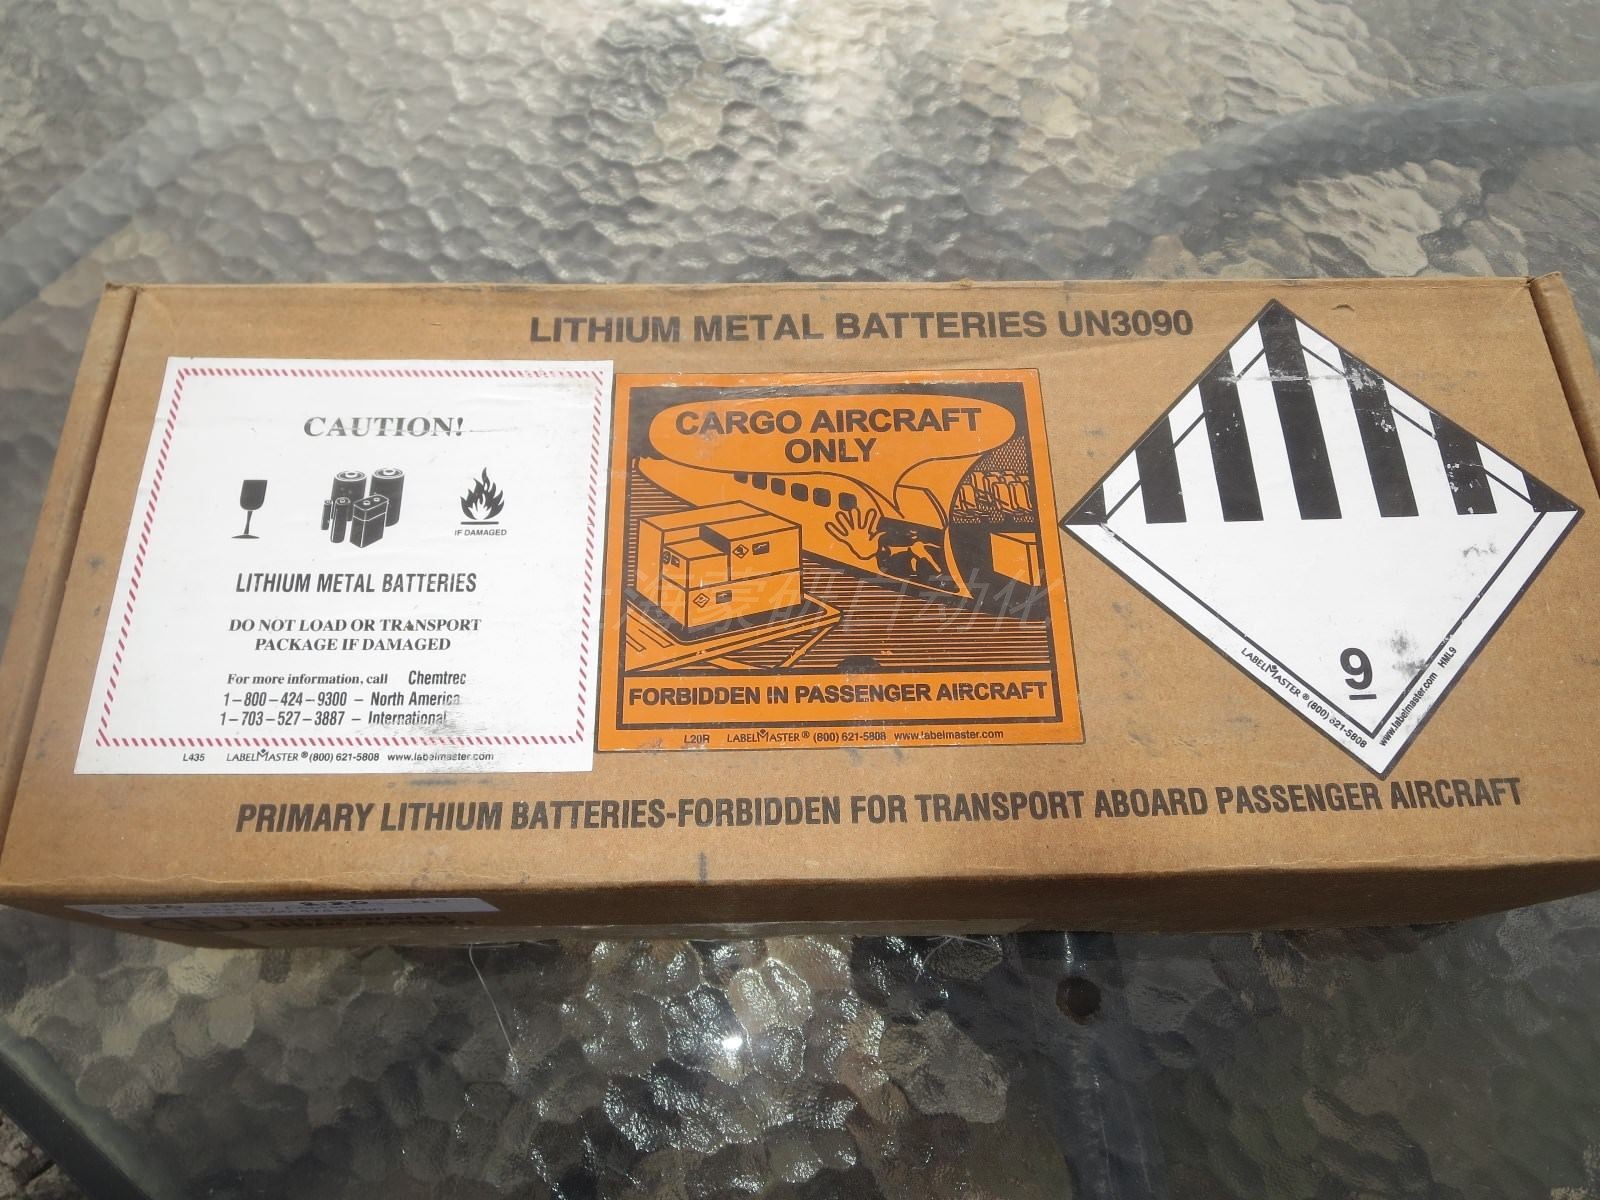 LITHIUM METAL BATTERIES UN3090
CAUTION!
IF DAMAGED
LITHIUM METAL BATTERIES
DO NOT LOAD OR TRANSPORT
PACKAGE IF DAMAGED
For more information, call Chemtrec
1-800-424-9300 - North America
1-703-527-3887 - International
L435 LABELMASTER ® (800) 621-5808 www.labelmaster.com
CARGO AIRCRAFT
ONLY
FORBIDDEN IN PASSENGER AIRCRAFT
L20R LABELMASTER ® (800) 621-5808 www.labelmaster.com
9
LABELMASTER ® (800) 621-5808 www.labelmaster.com HML9
PRIMARY LITHIUM BATTERIES-FORBIDDEN FOR TRANSPORT ABOARD PASSENGER AIRCRAFT